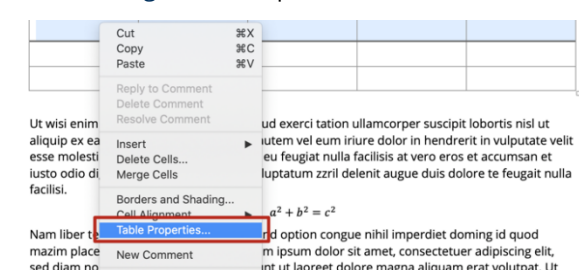 Cut ⌘X
Copy ⌘C
Paste ⌘V
Reply to Comment
Delete Comment
Resolve Comment
Insert ▶
Delete Cells...
Merge Cells
Borders and Shading...
Cell Alignment ▶
Table Properties...
New Comment
Ut wisi enim ud exerci tation ullamcorper suscipit lobortis nisl ut
aliquip ex ea autem vel eum iriure dolor in hendrerit in vulputate velit
esse molesti eu feugiat nulla facilisis at vero eros et accumsan et
iusto odio di luptatum zzril delenit augue duis dolore te feugait nulla
facilisi.
a² + b² = c²
Nam liber te d option congue nihil imperdiet doming id quod
mazim place m ipsum dolor sit amet, consectetuer adipiscing elit,
sed diam no nt ut laoreet dolore magna aliquam erat volutpat. Ut